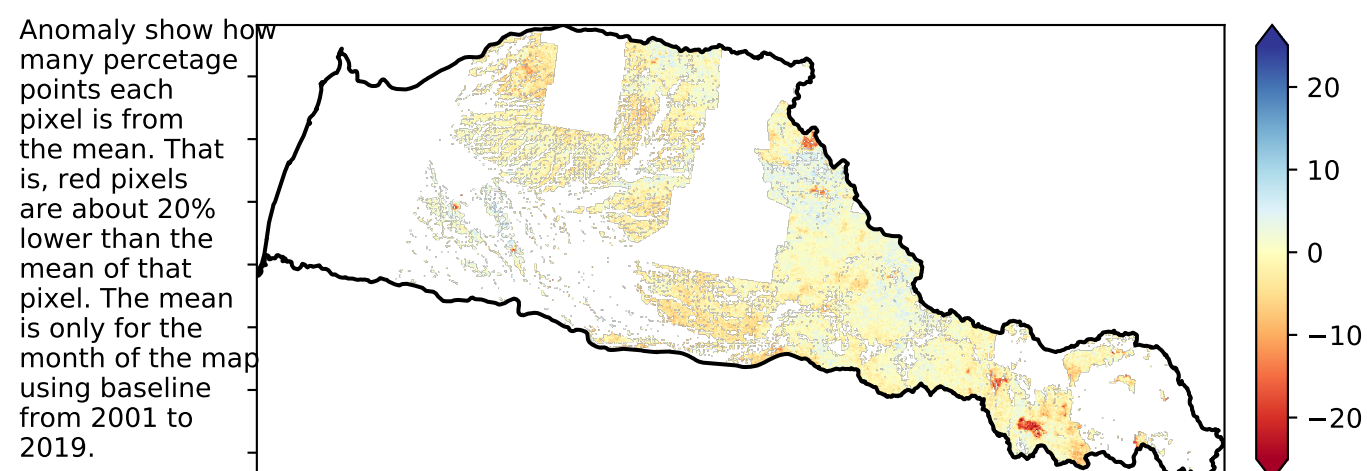 Anomaly show how
many percetage
points each
pixel is from
the mean. That
is, red pixels
are about 20%
lower than the
mean of that
pixel. The mean
is only for the
month of the map
using baseline
from 2001 to
2019.
20
10
0
−10
−20